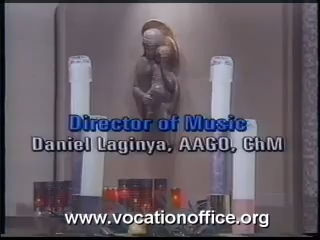 Director of Music
Daniel Laginya, AAGO, ChM
www.vocationoffice.org